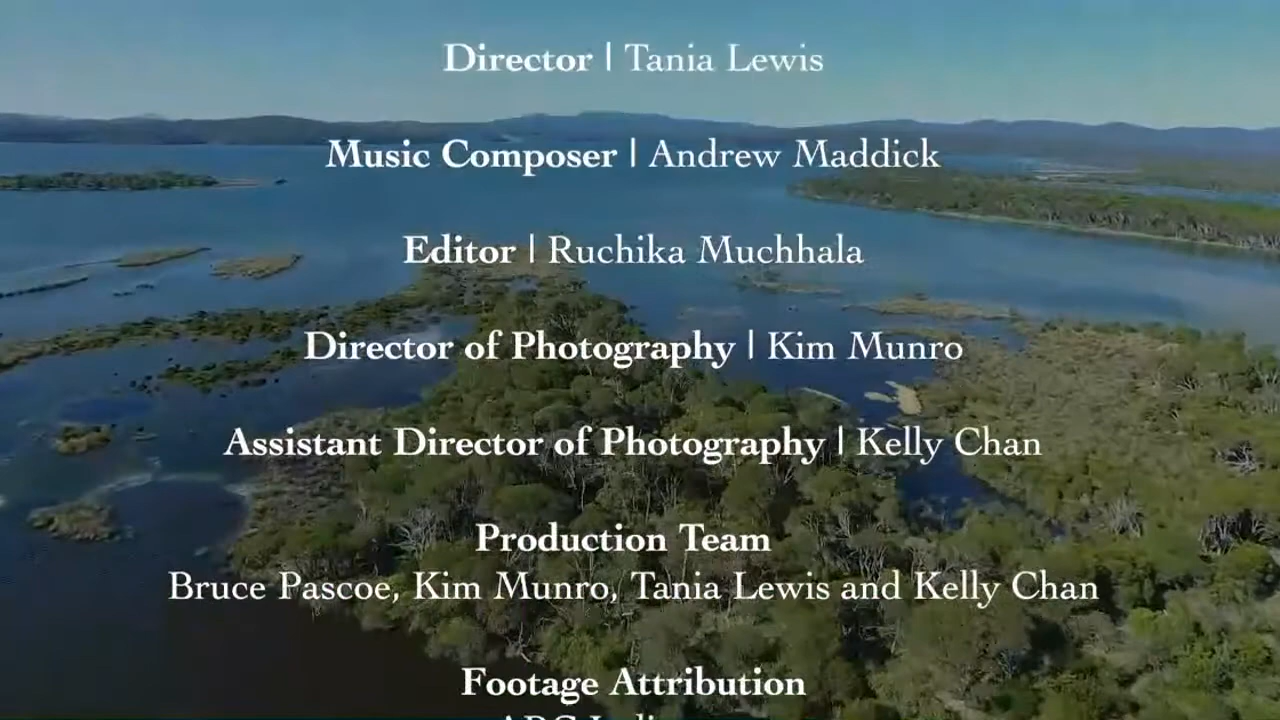 Director | Tania Lewis
Music Composer | Andrew Maddick
Editor | Ruchika Muchhala
Director of Photography | Kim Munro
Assistant Director of Photography | Kelly Chan
Production Team
Bruce Pascoe, Kim Munro, Tania Lewis and Kelly Chan
Footage Attribution